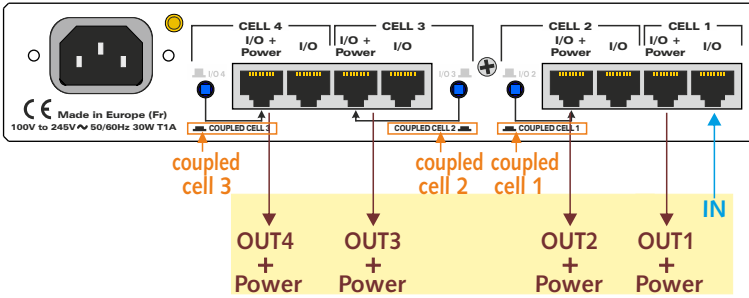 CELL 4
CELL 3
CELL 2
CELL 1
I/O +
Power
I/O
I/O +
Power
I/O
I/O +
Power
I/O
I/O +
Power
I/O
I/O 4
I/O 3
I/O 2
CE Made in Europe (Fr)
100V to 245V~ 50/60Hz 30W T1A
COUPLED CELL 3
COUPLED CELL 2
COUPLED CELL 1
coupled
cell 3
coupled
cell 2
coupled
cell 1
IN
OUT4
+
Power
OUT3
+
Power
OUT2
+
Power
OUT1
+
Power